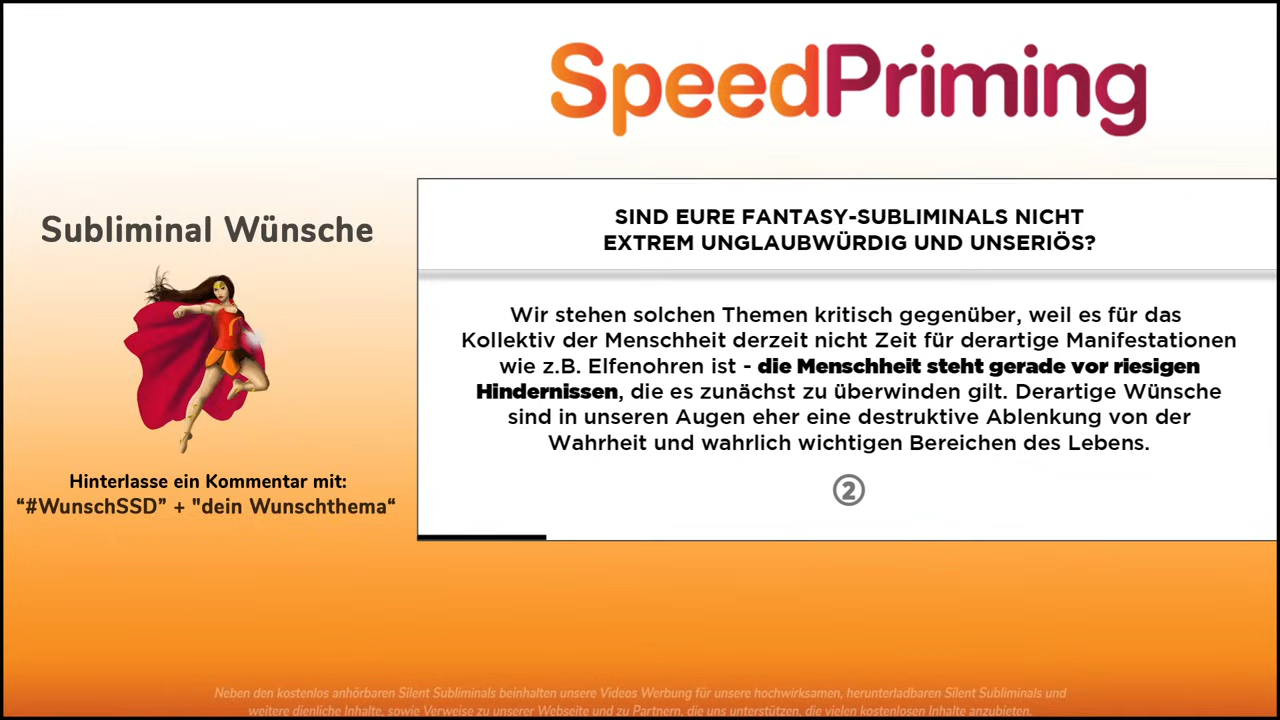 SpeedPriming
Subliminal Wünsche
Hinterlasse ein Kommentar mit:
“#WunschSSD” + "dein Wunschthema“
SIND EURE FANTASY-SUBLIMINALS NICHT
EXTREM UNGLAUBWÜRDIG UND UNSERIÖS?
Wir stehen solchen Themen kritisch gegenüber, weil es für das
Kollektiv der Menschheit derzeit nicht Zeit für derartige Manifestationen
wie z.B. Elfenohren ist - die Menschheit steht gerade vor riesigen
Hindernissen, die es zunächst zu überwinden gilt. Derartige Wünsche
sind in unseren Augen eher eine destruktive Ablenkung von der
Wahrheit und wahrlich wichtigen Bereichen des Lebens.
②
Neben den kostenlos anhörbaren Silent Subliminals beinhalten unsere Videos Werbung für unsere hochwirksamen, herunterladbaren Silent Subliminals und
weitere dienliche Inhalte, sowie Verweise zu unserer Webseite und zu Partnern, die uns unterstützen, die vielen kostenlosen Inhalte anzubieten.